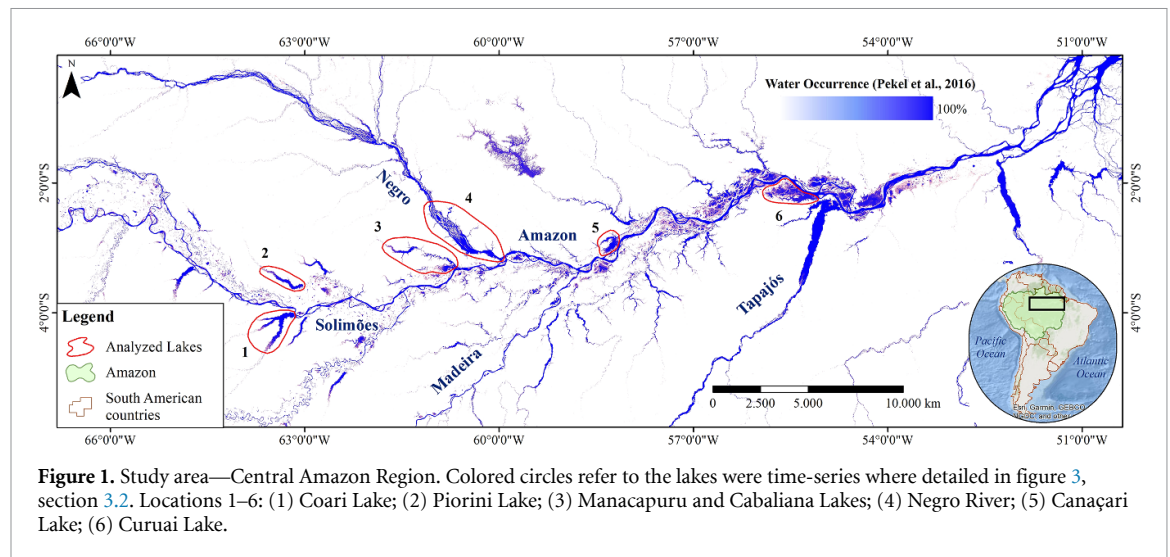 66°0'0"W 63°0'0"W 60°0'0"W 57°0'0"W 54°0'0"W 51°0'0"W
N
Water Occurrence (Pekel et al., 2016)
100%
2°0'0"S
2°0'0"S
Negro
4
6
3
Amazon
5
2
4°0'0"S
4°0'0"S
Solimões
1
Madeira
Tapajós
Legend
Analyzed Lakes
Amazon
South American
countries
Pacific
Ocean
Atlantic
Ocean
Esri, Garmin, GEBCO,
and other
0 2.500 5.000 10.000 km
66°0'0"W 63°0'0"W 60°0'0"W 57°0'0"W 54°0'0"W 51°0'0"W
Figure 1. Study area—Central Amazon Region. Colored circles refer to the lakes were time-series where detailed in figure 3,
section 3.2. Locations 1–6: (1) Coari Lake; (2) Piorini Lake; (3) Manacapuru and Cabaliana Lakes; (4) Negro River; (5) Canaçari
Lake; (6) Curuai Lake.